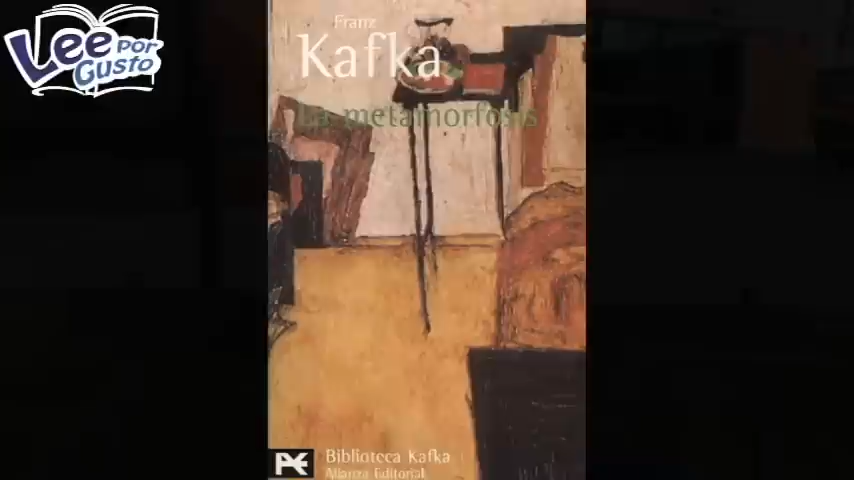 Lee POR
Gusto
Franz
Kafka
La metamorfosis
Biblioteca Kafka
Alianza Editorial